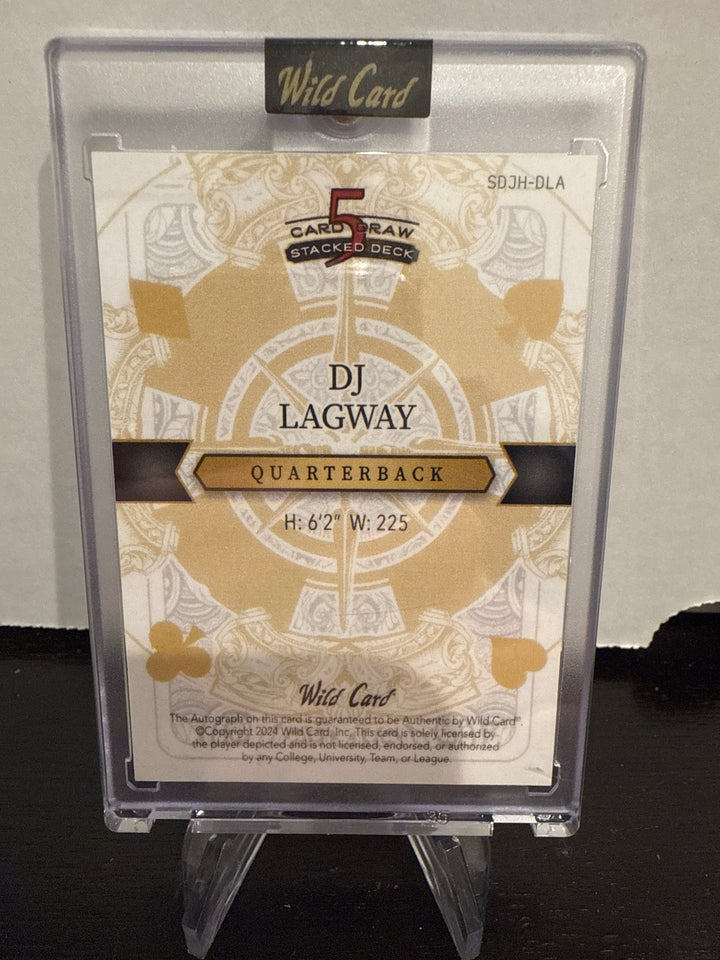 Wild Card
SDJH-DLA
5
CARD DRAW
STACKED DECK
DJ
LAGWAY
QUARTERBACK
H: 6'2" W: 225
Wild Card
The Autograph on this card is guaranteed to be Authentic by Wild Card®.
©Copyright 2024 Wild Card, Inc. This card is solely licensed by
the player depicted and is not licensed, endorsed, or authorized
by any College, University, Team, or League.